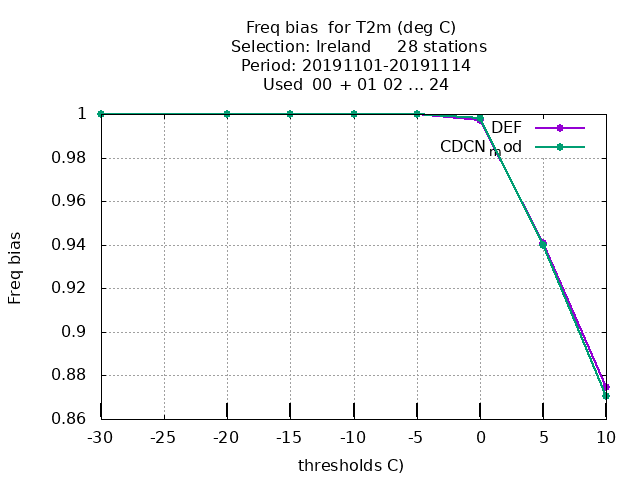 Freq bias  for T2m (deg C)
Selection: Ireland     28 stations
Period: 20191101-20191114
Used  00 + 01 02 ... 24
1
0.98
0.96
0.94
0.92
0.9
0.88
0.86
Freq bias
DEF
CDCNmod
-30
-25
-20
-15
-10
-5
0
5
10
thresholds C)